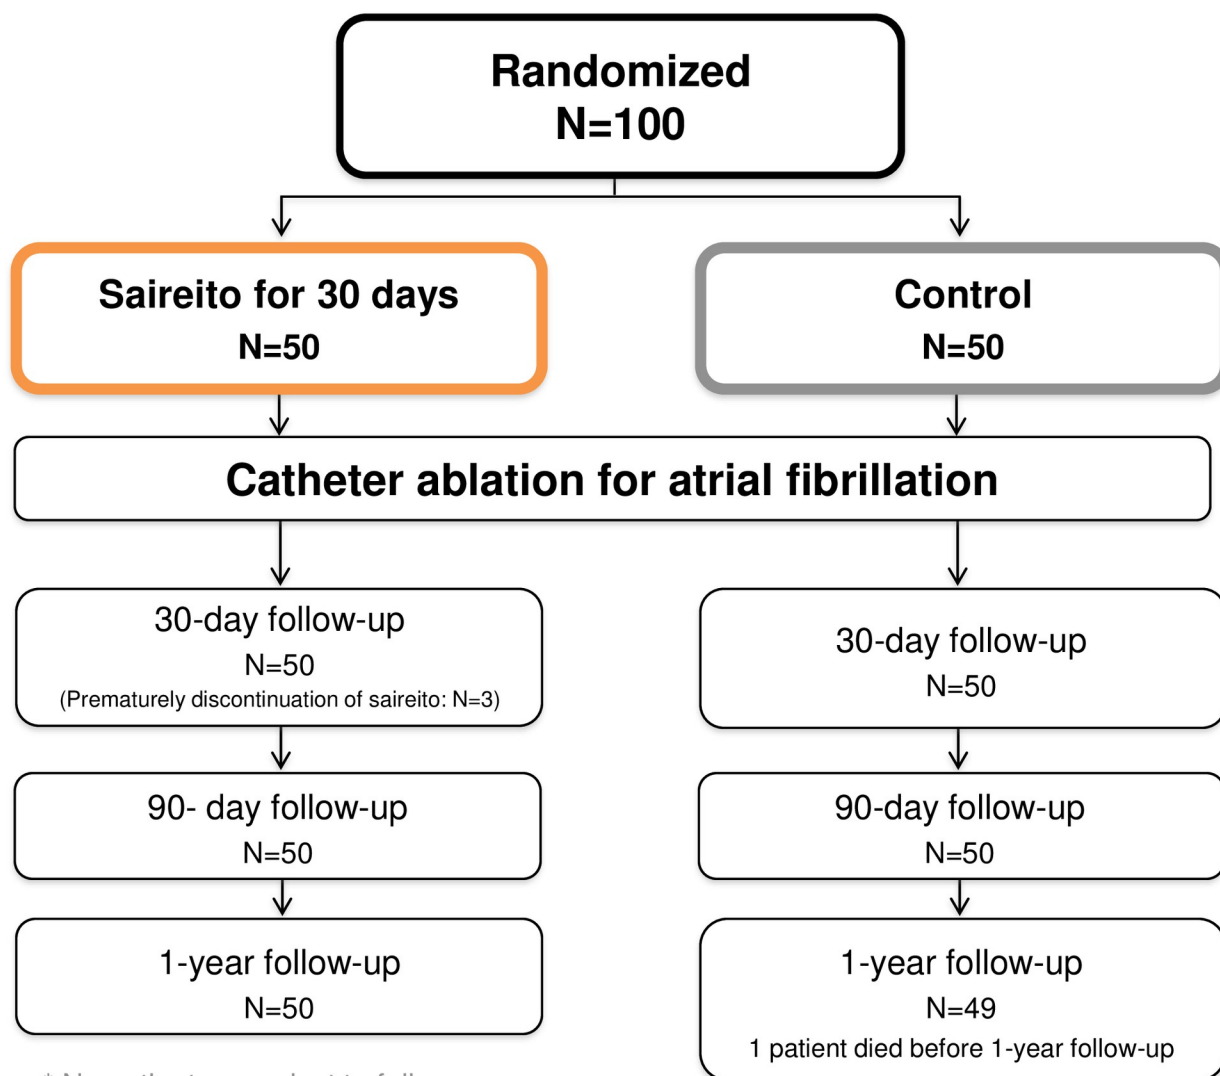 Randomized
N=100
Saireito for 30 days
N=50
Control
N=50
Catheter ablation for atrial fibrillation
30-day follow-up
N=50
(Prematurely discontinuation of saireito: N=3)
30-day follow-up
N=50
90- day follow-up
N=50
90-day follow-up
N=50
1-year follow-up
N=50
1-year follow-up
N=49
1 patient died before 1-year follow-up